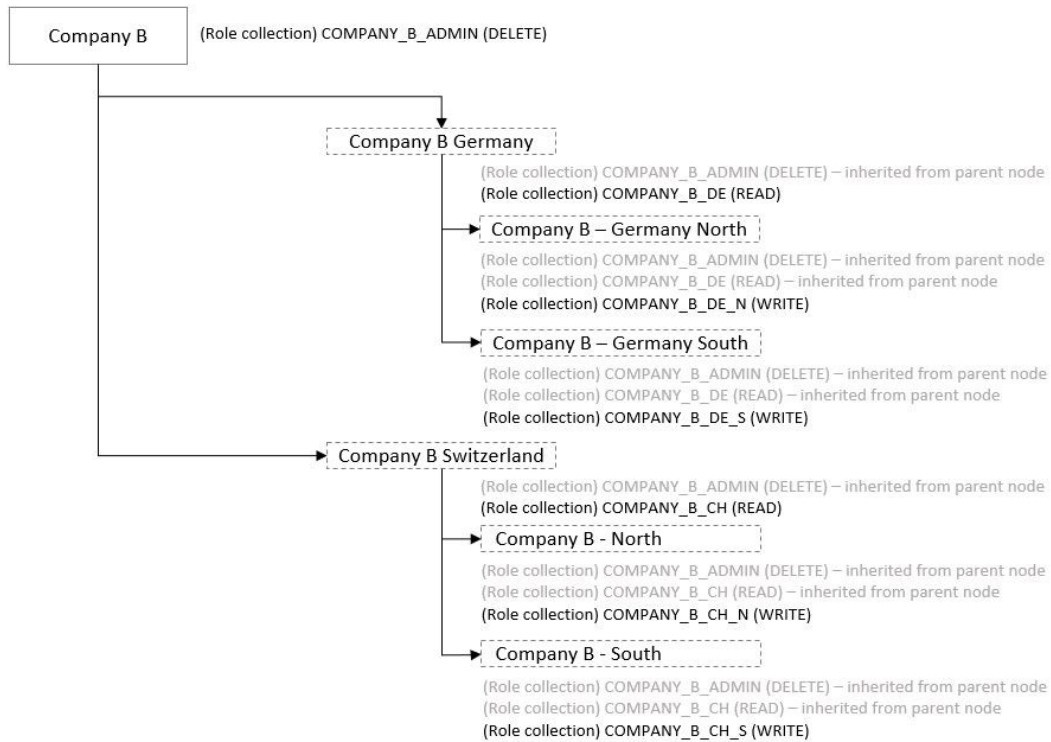 Company B
(Role collection) COMPANY_B_ADMIN (DELETE)
Company B Germany
(Role collection) COMPANY_B_ADMIN (DELETE) – inherited from parent node
(Role collection) COMPANY_B_DE (READ)
Company B – Germany North
(Role collection) COMPANY_B_ADMIN (DELETE) – inherited from parent node
(Role collection) COMPANY_B_DE (READ) – inherited from parent node
(Role collection) COMPANY_B_DE_N (WRITE)
Company B – Germany South
(Role collection) COMPANY_B_ADMIN (DELETE) – inherited from parent node
(Role collection) COMPANY_B_DE (READ) – inherited from parent node
(Role collection) COMPANY_B_DE_S (WRITE)
Company B Switzerland
(Role collection) COMPANY_B_ADMIN (DELETE) – inherited from parent node
(Role collection) COMPANY_B_CH (READ)
Company B - North
(Role collection) COMPANY_B_ADMIN (DELETE) – inherited from parent node
(Role collection) COMPANY_B_CH (READ) – inherited from parent node
(Role collection) COMPANY_B_CH_N (WRITE)
Company B - South
(Role collection) COMPANY_B_ADMIN (DELETE) – inherited from parent node
(Role collection) COMPANY_B_CH (READ) – inherited from parent node
(Role collection) COMPANY_B_CH_S (WRITE)